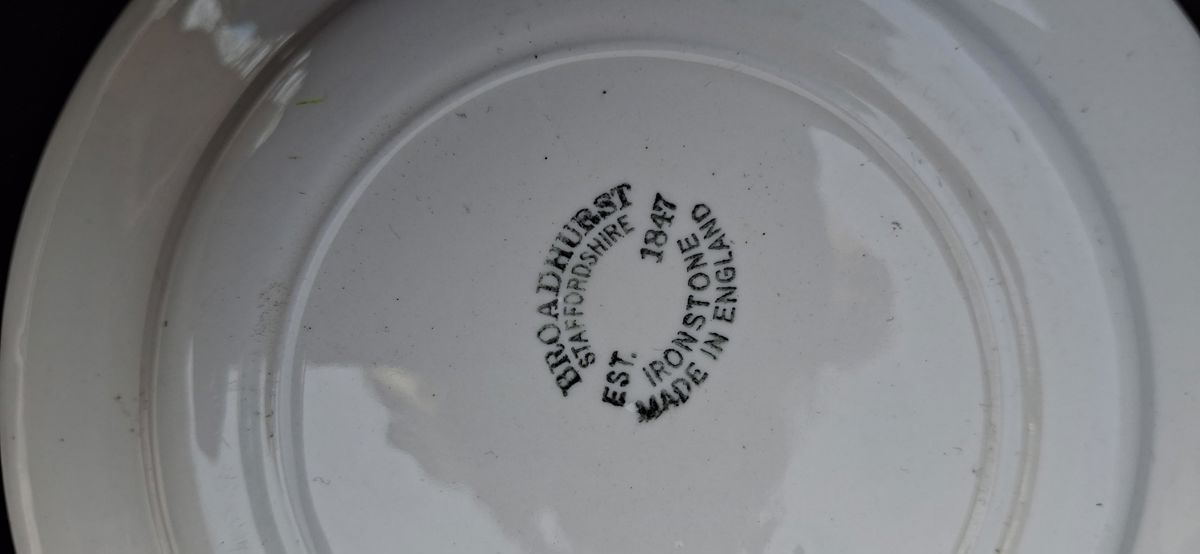 BROADHURST
STAFFORDSHIRE
EST. 1847
IRONSTONE
MADE IN ENGLAND